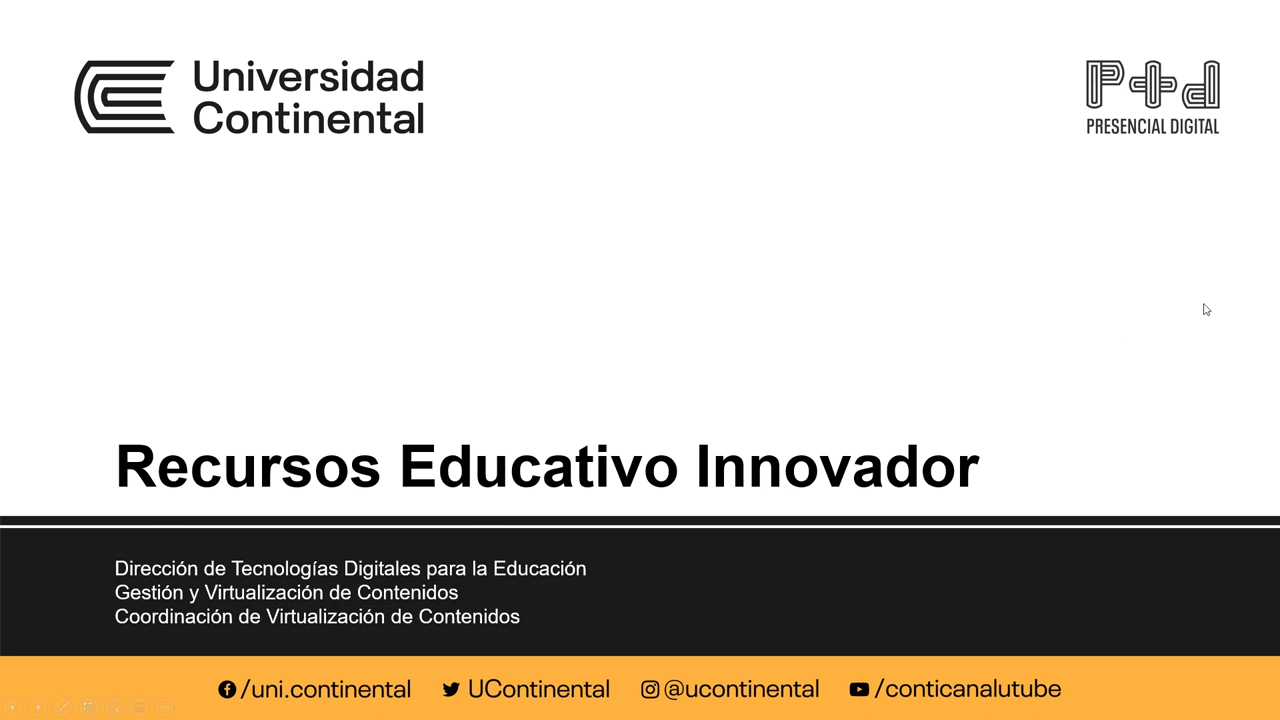 Universidad
Continental
P+d
PRESENCIAL DIGITAL
Recursos Educativo Innovador
Dirección de Tecnologías Digitales para la Educación
Gestión y Virtualización de Contenidos
Coordinación de Virtualización de Contenidos
/uni.continental UContinental @ucontinental /conticanalutube